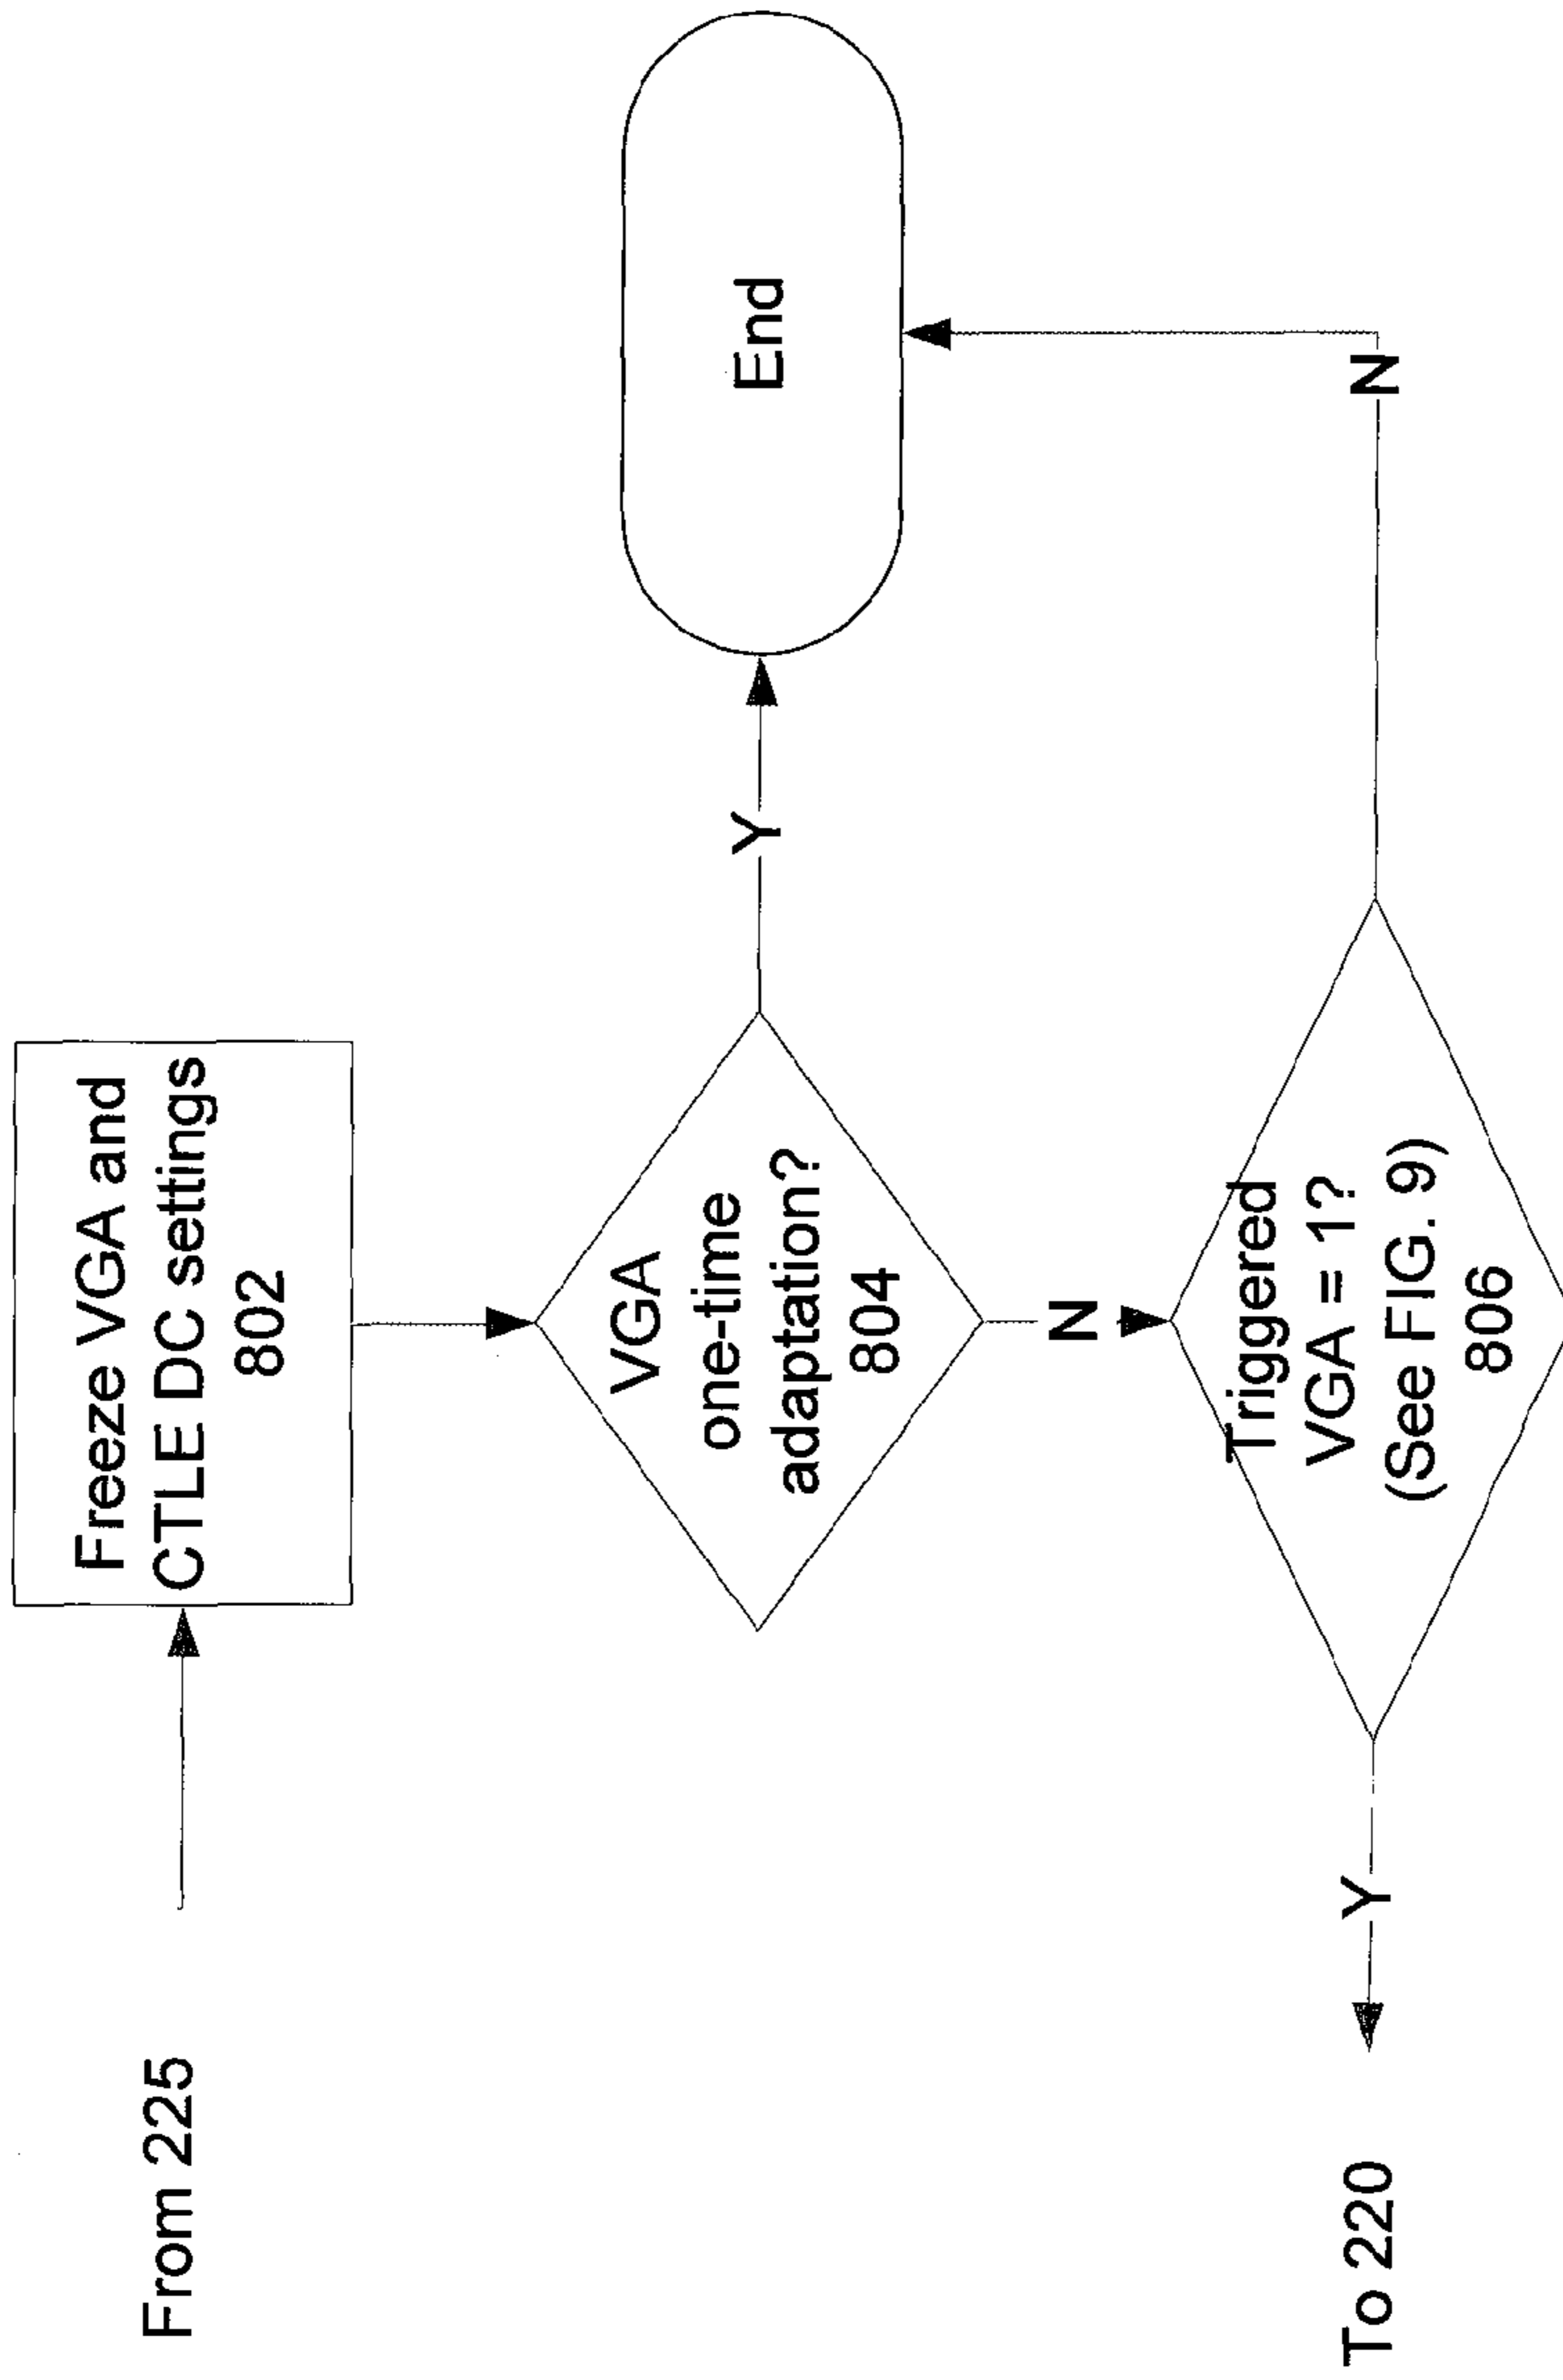 From 225
Freeze VGA and
CTLE DC settings
802
VGA
one-time
adaptation?
804
Y
End
N
Triggered
VGA = 1?
(See FIG. 9)
806
Y
To 220
N